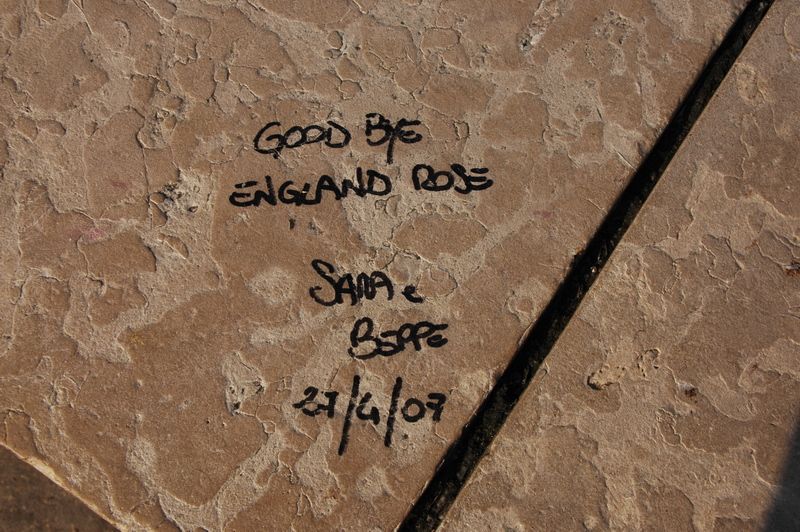 GOOD BYE
ENGLAND ROSE
SARA e
BEPPE
27/4/07